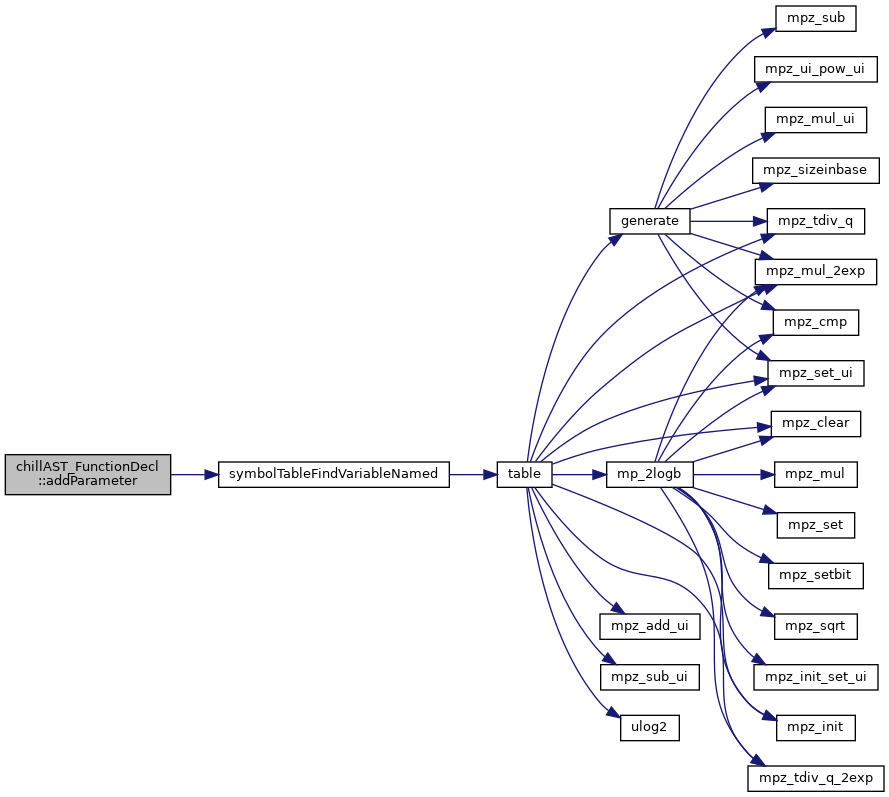 chillAST_FunctionDecl
::addParameter
symbolTableFindVariableNamed
table
generate
mp_2logb
mpz_add_ui
mpz_sub_ui
ulog2
mpz_sub
mpz_ui_pow_ui
mpz_mul_ui
mpz_sizeinbase
mpz_tdiv_q
mpz_mul_2exp
mpz_cmp
mpz_set_ui
mpz_clear
mpz_mul
mpz_set
mpz_setbit
mpz_sqrt
mpz_init_set_ui
mpz_init
mpz_tdiv_q_2exp